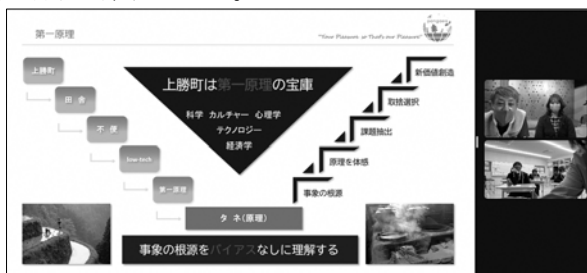 第一原理
"Your Pleasure is That's our Pleasure"
上勝町
田舎
不便
low-tech
第一原理
タネ(原理)
上勝町は第一原理の宝庫
科学 カルチャー 心理学
テクノロジー
経済学
新価値創造
取捨選択
課題抽出
原理を体感
事象の根源
事象の根源をバイアスなしに理解する